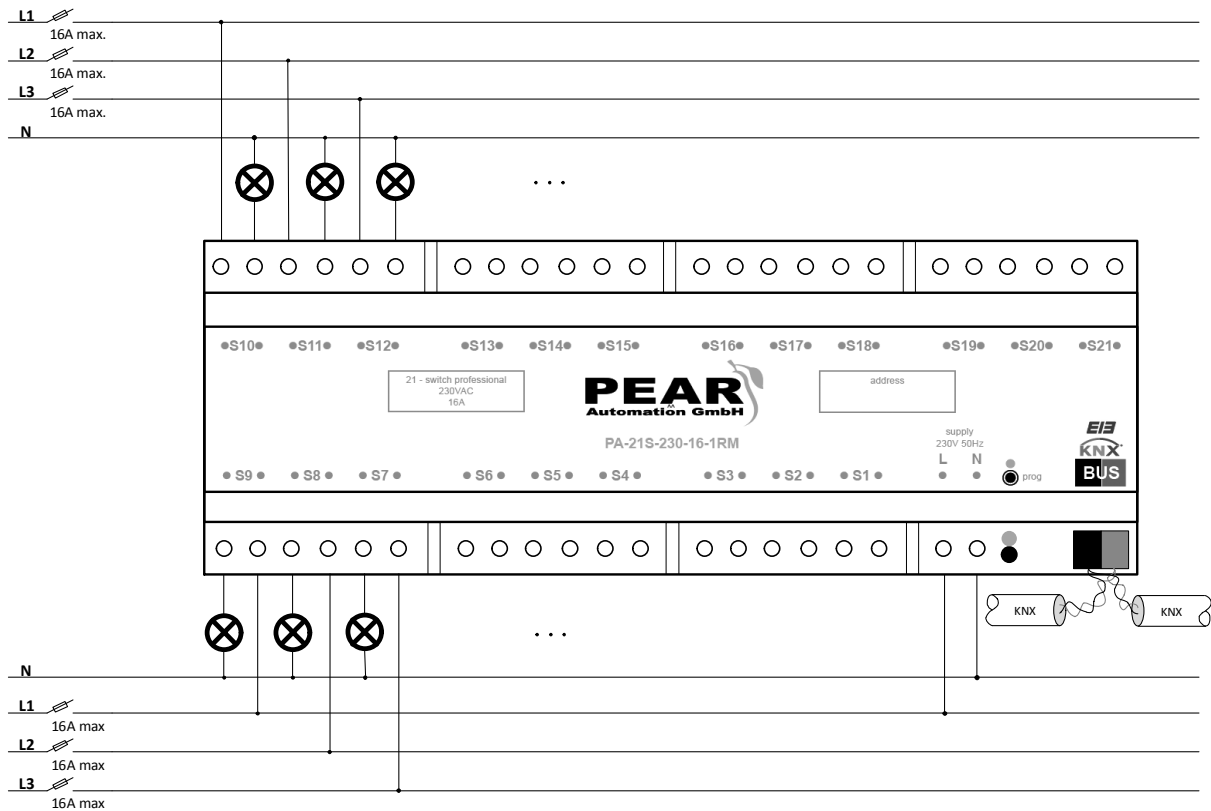 L1
16A max.
L2
16A max.
L3
16A max.
N
. . .
S10 S11 S12 S13 S14 S15 S16 S17 S18 S19 S20 S21
21 - switch professional
230VAC
16A
PEAR
Automation GmbH
address
PA-21S-230-16-1RM
supply
230V 50Hz
L N
prog
EIB
KNX
BUS
S9 S8 S7 S6 S5 S4 S3 S2 S1
KNX KNX
. . .
N
L1
16A max
L2
16A max
L3
16A max